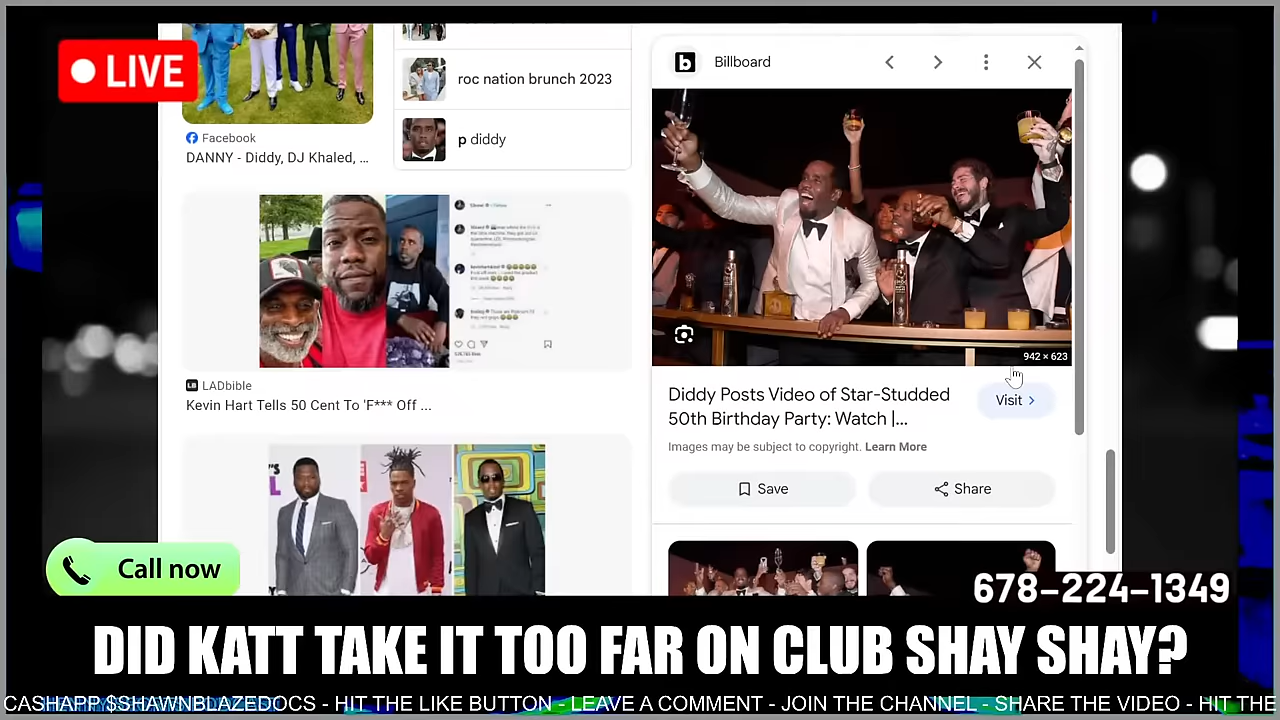 LIVE
Facebook
DANNY - Diddy, DJ Khaled, ...
roc nation brunch 2023
p diddy
LADbible
Kevin Hart Tells 50 Cent To 'F*** Off ...
b Billboard
942 × 623
Diddy Posts Video of Star-Studded
50th Birthday Party: Watch |...
Visit
Images may be subject to copyright. Learn More
Save
Share
Call now
678-224-1349
DID KATT TAKE IT TOO FAR ON CLUB SHAY SHAY?
CASHAPP $SHAWNBLAZEDOCS - HIT THE LIKE BUTTON - LEAVE A COMMENT - JOIN THE CHANNEL - SHARE THE VIDEO - HIT THE